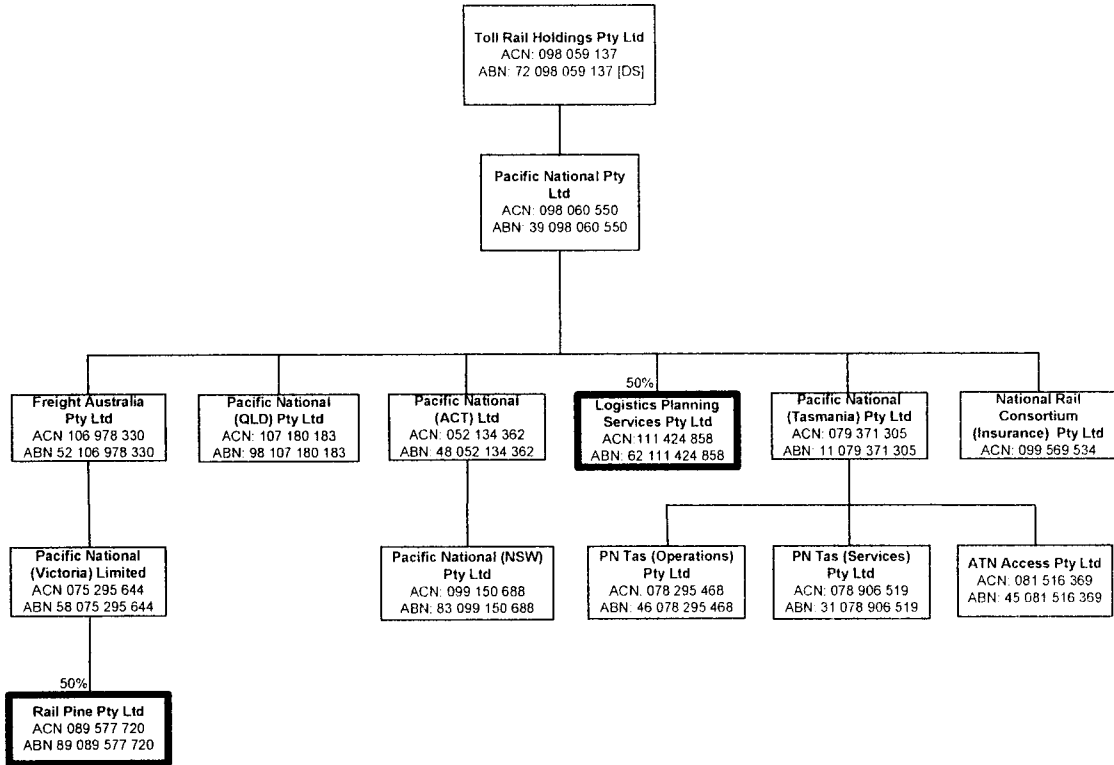 Toll Rail Holdings Pty Ltd
ACN: 098 059 137
ABN: 72 098 059 137 [DS]
Pacific National Pty
Ltd
ACN: 098 060 550
ABN: 39 098 060 550
Freight Australia
Pty Ltd
ACN 106 978 330
ABN 52 106 978 330
Pacific National
(QLD) Pty Ltd
ACN: 107 180 183
ABN: 98 107 180 183
Pacific National
(ACT) Ltd
ACN: 052 134 362
ABN: 48 052 134 362
50%
Logistics Planning
Services Pty Ltd
ACN: 111 424 858
ABN: 62 111 424 858
Pacific National
(Tasmania) Pty Ltd
ACN: 079 371 305
ABN: 11 079 371 305
National Rail
Consortium
(Insurance) Pty Ltd
ACN: 099 569 534
Pacific National
(Victoria) Limited
ACN 075 295 644
ABN 58 075 295 644
Pacific National (NSW)
Pty Ltd
ACN: 099 150 688
ABN: 83 099 150 688
PN Tas (Operations)
Pty Ltd
ACN: 078 295 468
ABN: 46 078 295 468
PN Tas (Services)
Pty Ltd
ACN: 078 906 519
ABN: 31 078 906 519
ATN Access Pty Ltd
ACN: 081 516 369
ABN: 45 081 516 369
50%
Rail Pine Pty Ltd
ACN 089 577 720
ABN 89 089 577 720